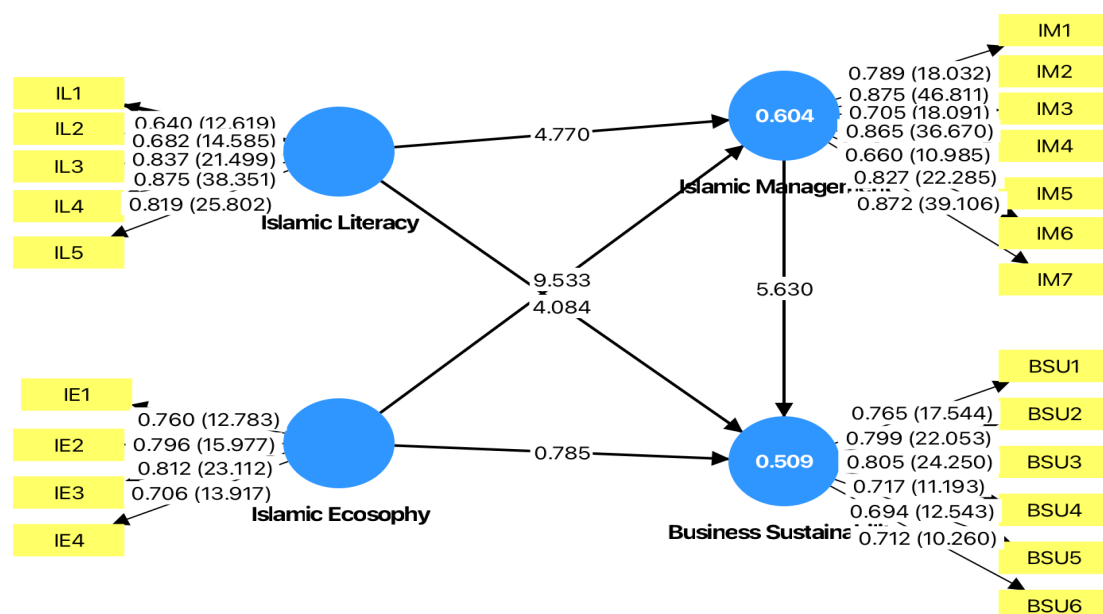 IL1
IL2
IL3
IL4
IL5
0.640 (12.619)
0.682 (14.585)
0.837 (21.499)
0.875 (38.351)
0.819 (25.802)
Islamic Literacy
4.770
9.533
4.084
5.630
0.785
IE1
IE2
IE3
IE4
0.760 (12.783)
0.796 (15.977)
0.812 (23.112)
0.706 (13.917)
Islamic Ecosophy
0.604
Islamic Management
0.789 (18.032)
0.875 (46.811)
0.705 (18.091)
0.865 (36.670)
0.660 (10.985)
0.827 (22.285)
0.872 (39.106)
IM1
IM2
IM3
IM4
IM5
IM6
IM7
0.509
Business Sustainability
0.765 (17.544)
0.799 (22.053)
0.805 (24.250)
0.717 (11.193)
0.694 (12.543)
0.712 (10.260)
BSU1
BSU2
BSU3
BSU4
BSU5
BSU6